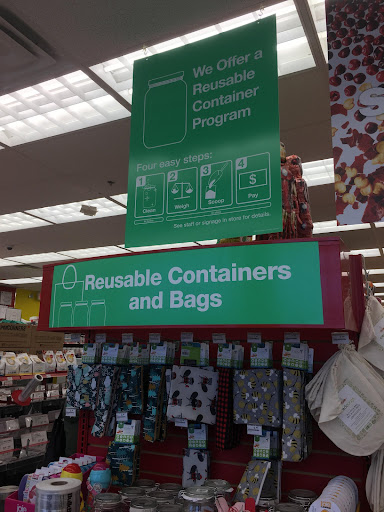 We Offer a
Reusable
Container
Program
Four easy steps:
1 2 3 4
Clean Weigh Scoop Pay
See staff or signage in store for details.
Reusable Containers
and Bags